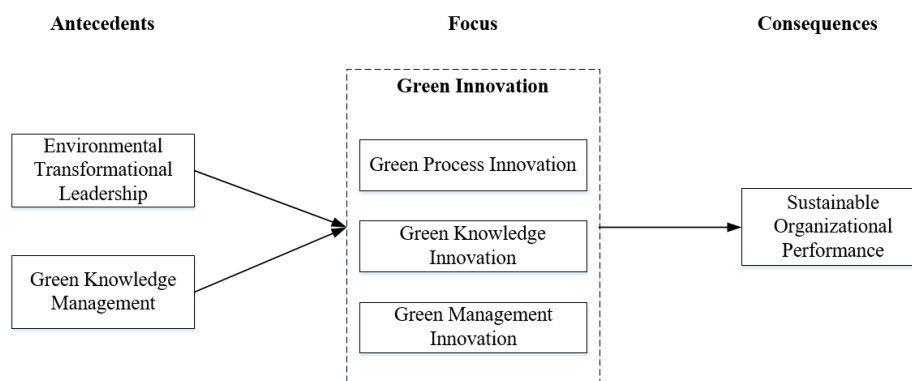 Antecedents
Focus
Consequences
Green Innovation
Environmental
Transformational
Leadership
Green Knowledge
Management
Green Process Innovation
Green Knowledge
Innovation
Green Management
Innovation
Sustainable
Organizational
Performance